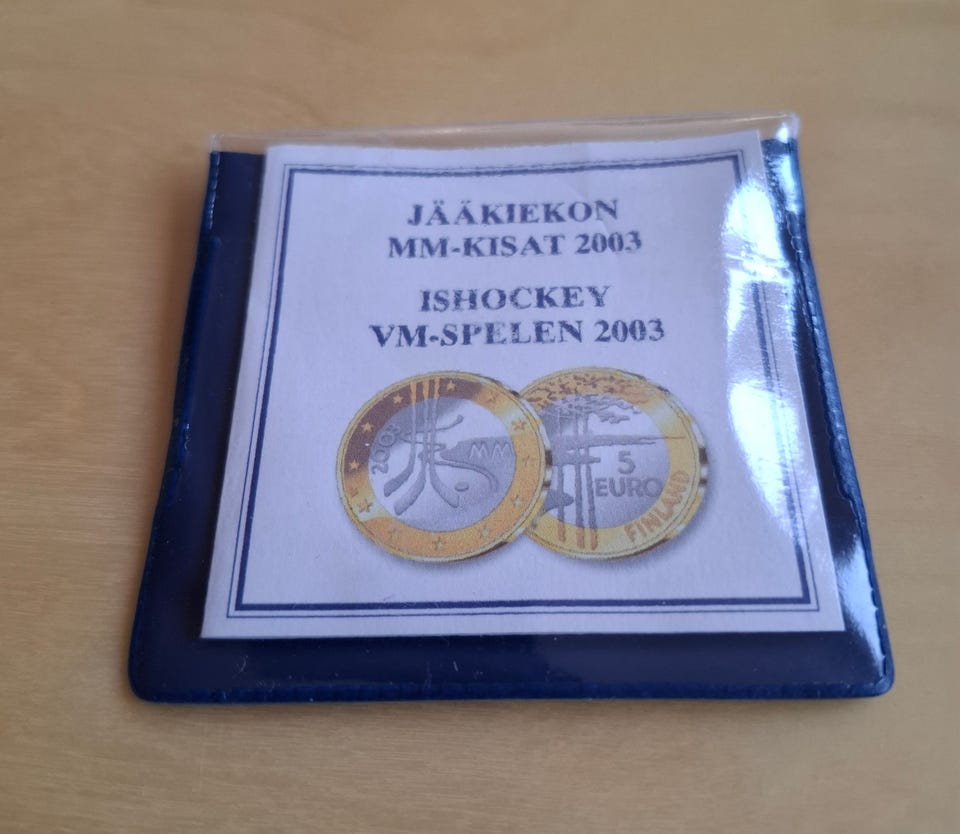 JÄÄKIEKON
MM-KISAT 2003
ISHOCKEY
VM-SPELEN 2003
2003
MM
5
EURO
FINLAND